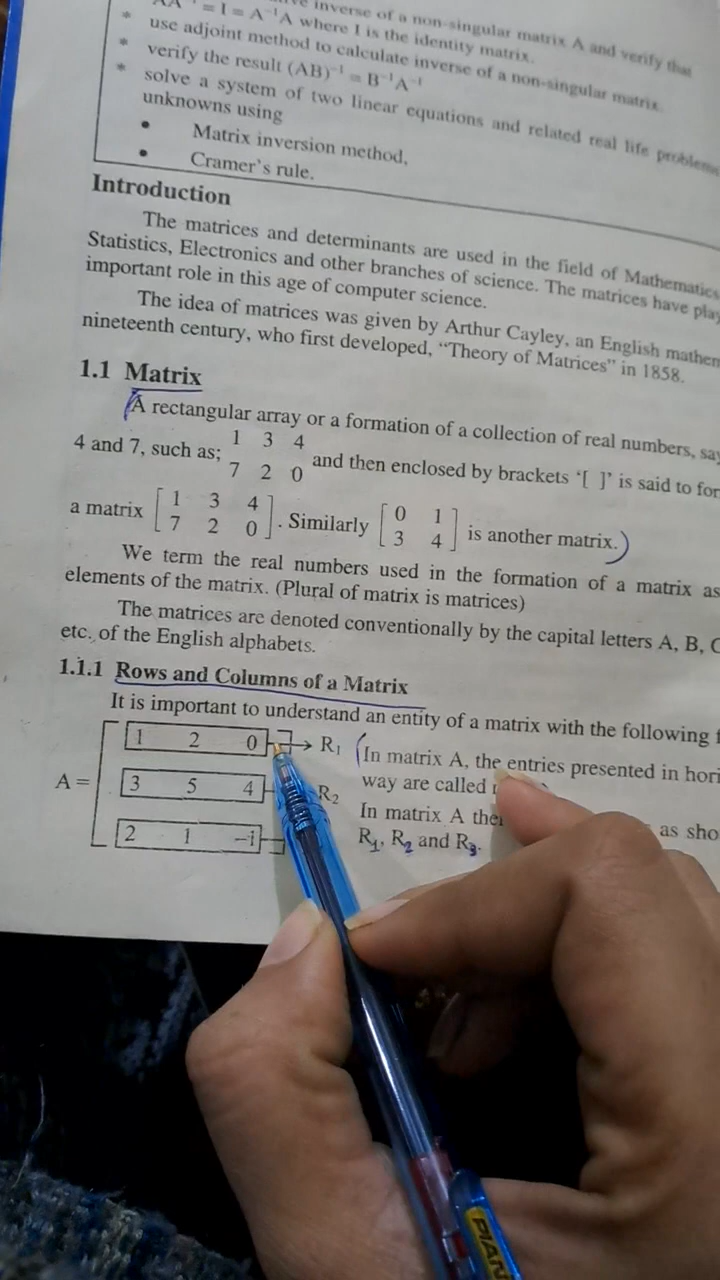 inverse of a non-singular matrix A and verify that
AA⁻¹ = I = A⁻¹A where I is the identity matrix.
* use adjoint method to calculate inverse of a non-singular matrix.
* verify the result (AB)⁻¹ = B⁻¹A⁻¹
* solve a system of two linear equations and related real life problems
unknowns using
• Matrix inversion method,
• Cramer's rule.
Introduction
The matrices and determinants are used in the field of Mathematics
Statistics, Electronics and other branches of science. The matrices have play
important role in this age of computer science.
The idea of matrices was given by Arthur Cayley, an English mathem
nineteenth century, who first developed, "Theory of Matrices" in 1858.
1.1 Matrix
A rectangular array or a formation of a collection of real numbers, say
1 3 4
4 and 7, such as; and then enclosed by brackets '[ ]' is said to for
7 2 0
1 3 4 0 1
a matrix [ ]. Similarly [ ] is another matrix.)
7 2 0 3 4
We term the real numbers used in the formation of a matrix as
elements of the matrix. (Plural of matrix is matrices)
The matrices are denoted conventionally by the capital letters A, B, C
etc., of the English alphabets.
1.1.1 Rows and Columns of a Matrix
It is important to understand an entity of a matrix with the following f
1 2 0 → R₁ (In matrix A, the entries presented in hori
way are called
A = 3 5 4 R₂
In matrix A ther as sho
2 1 –i R₁, R₂ and R₃.
PIAN